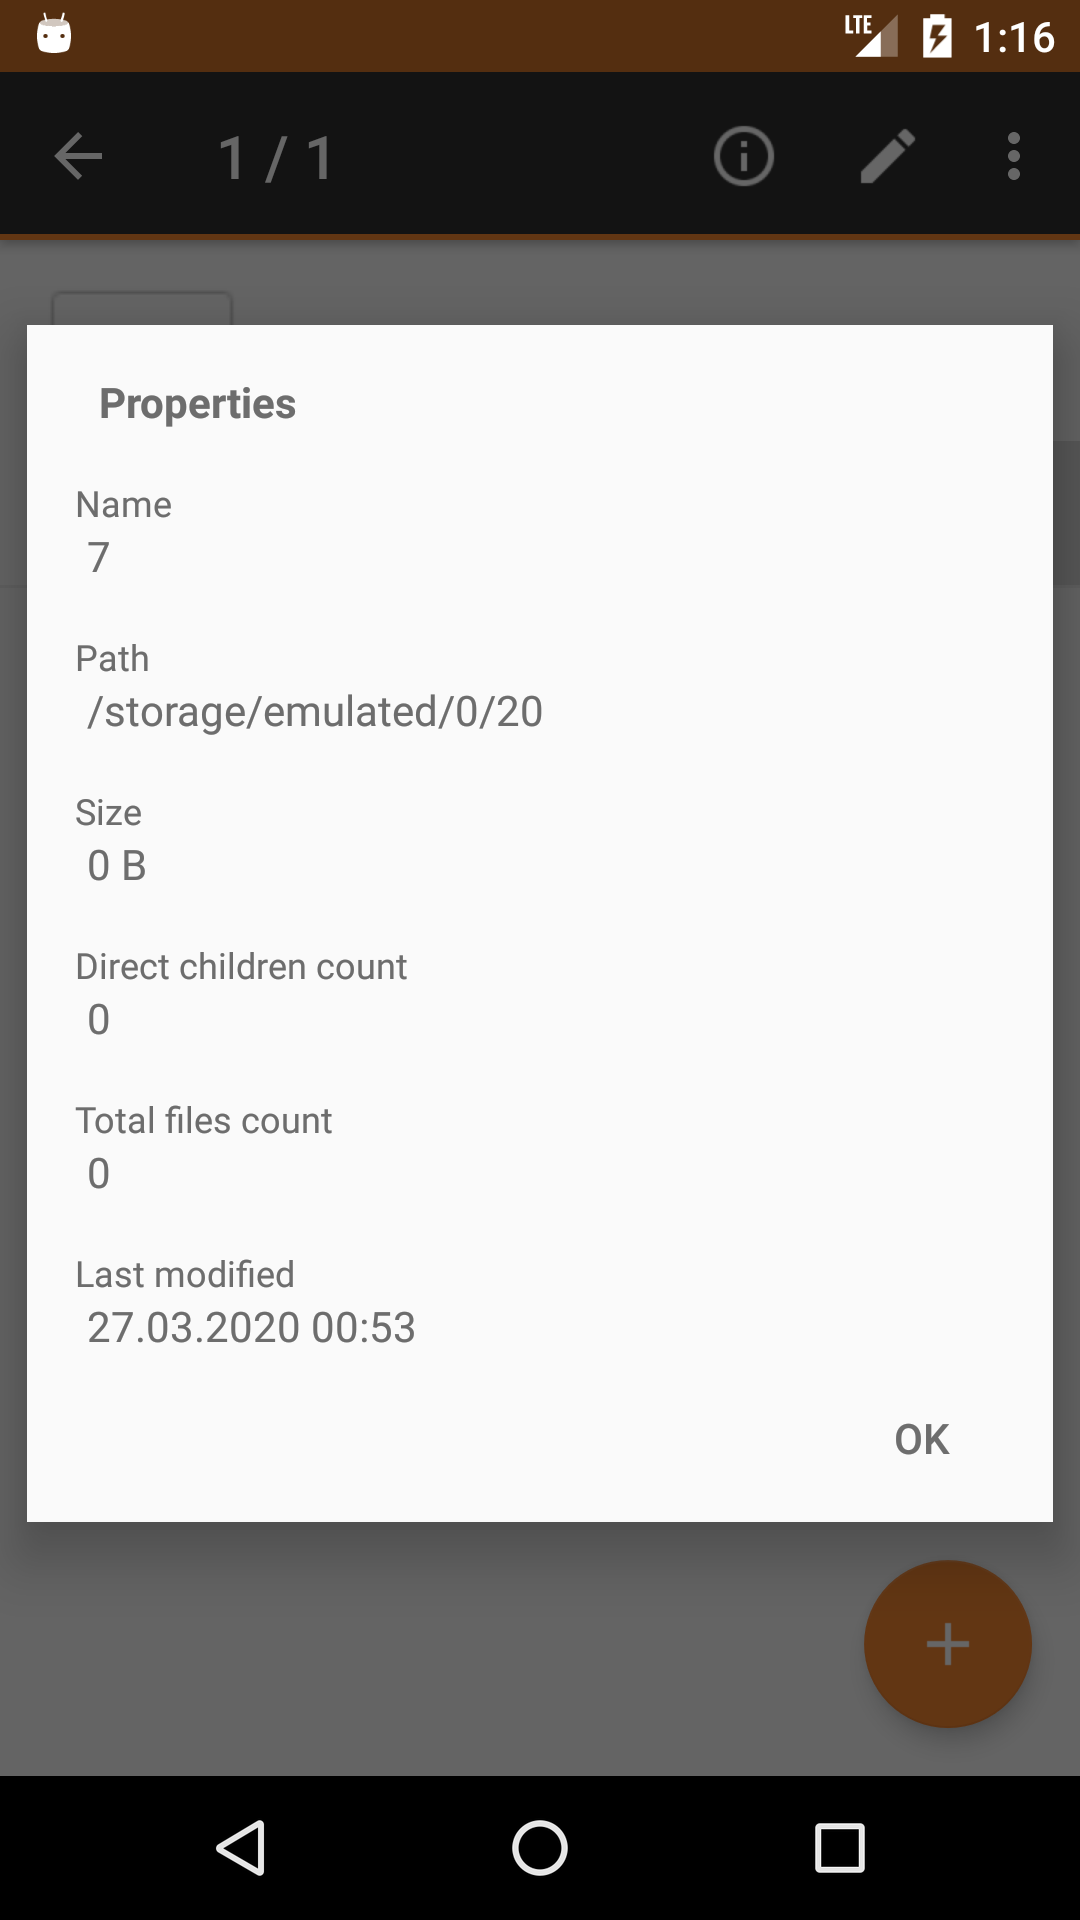 LTE 1:16
1 / 1
Properties
Name
7
Path
/storage/emulated/0/20
Size
0 B
Direct children count
0
Total files count
0
Last modified
27.03.2020 00:53
OK